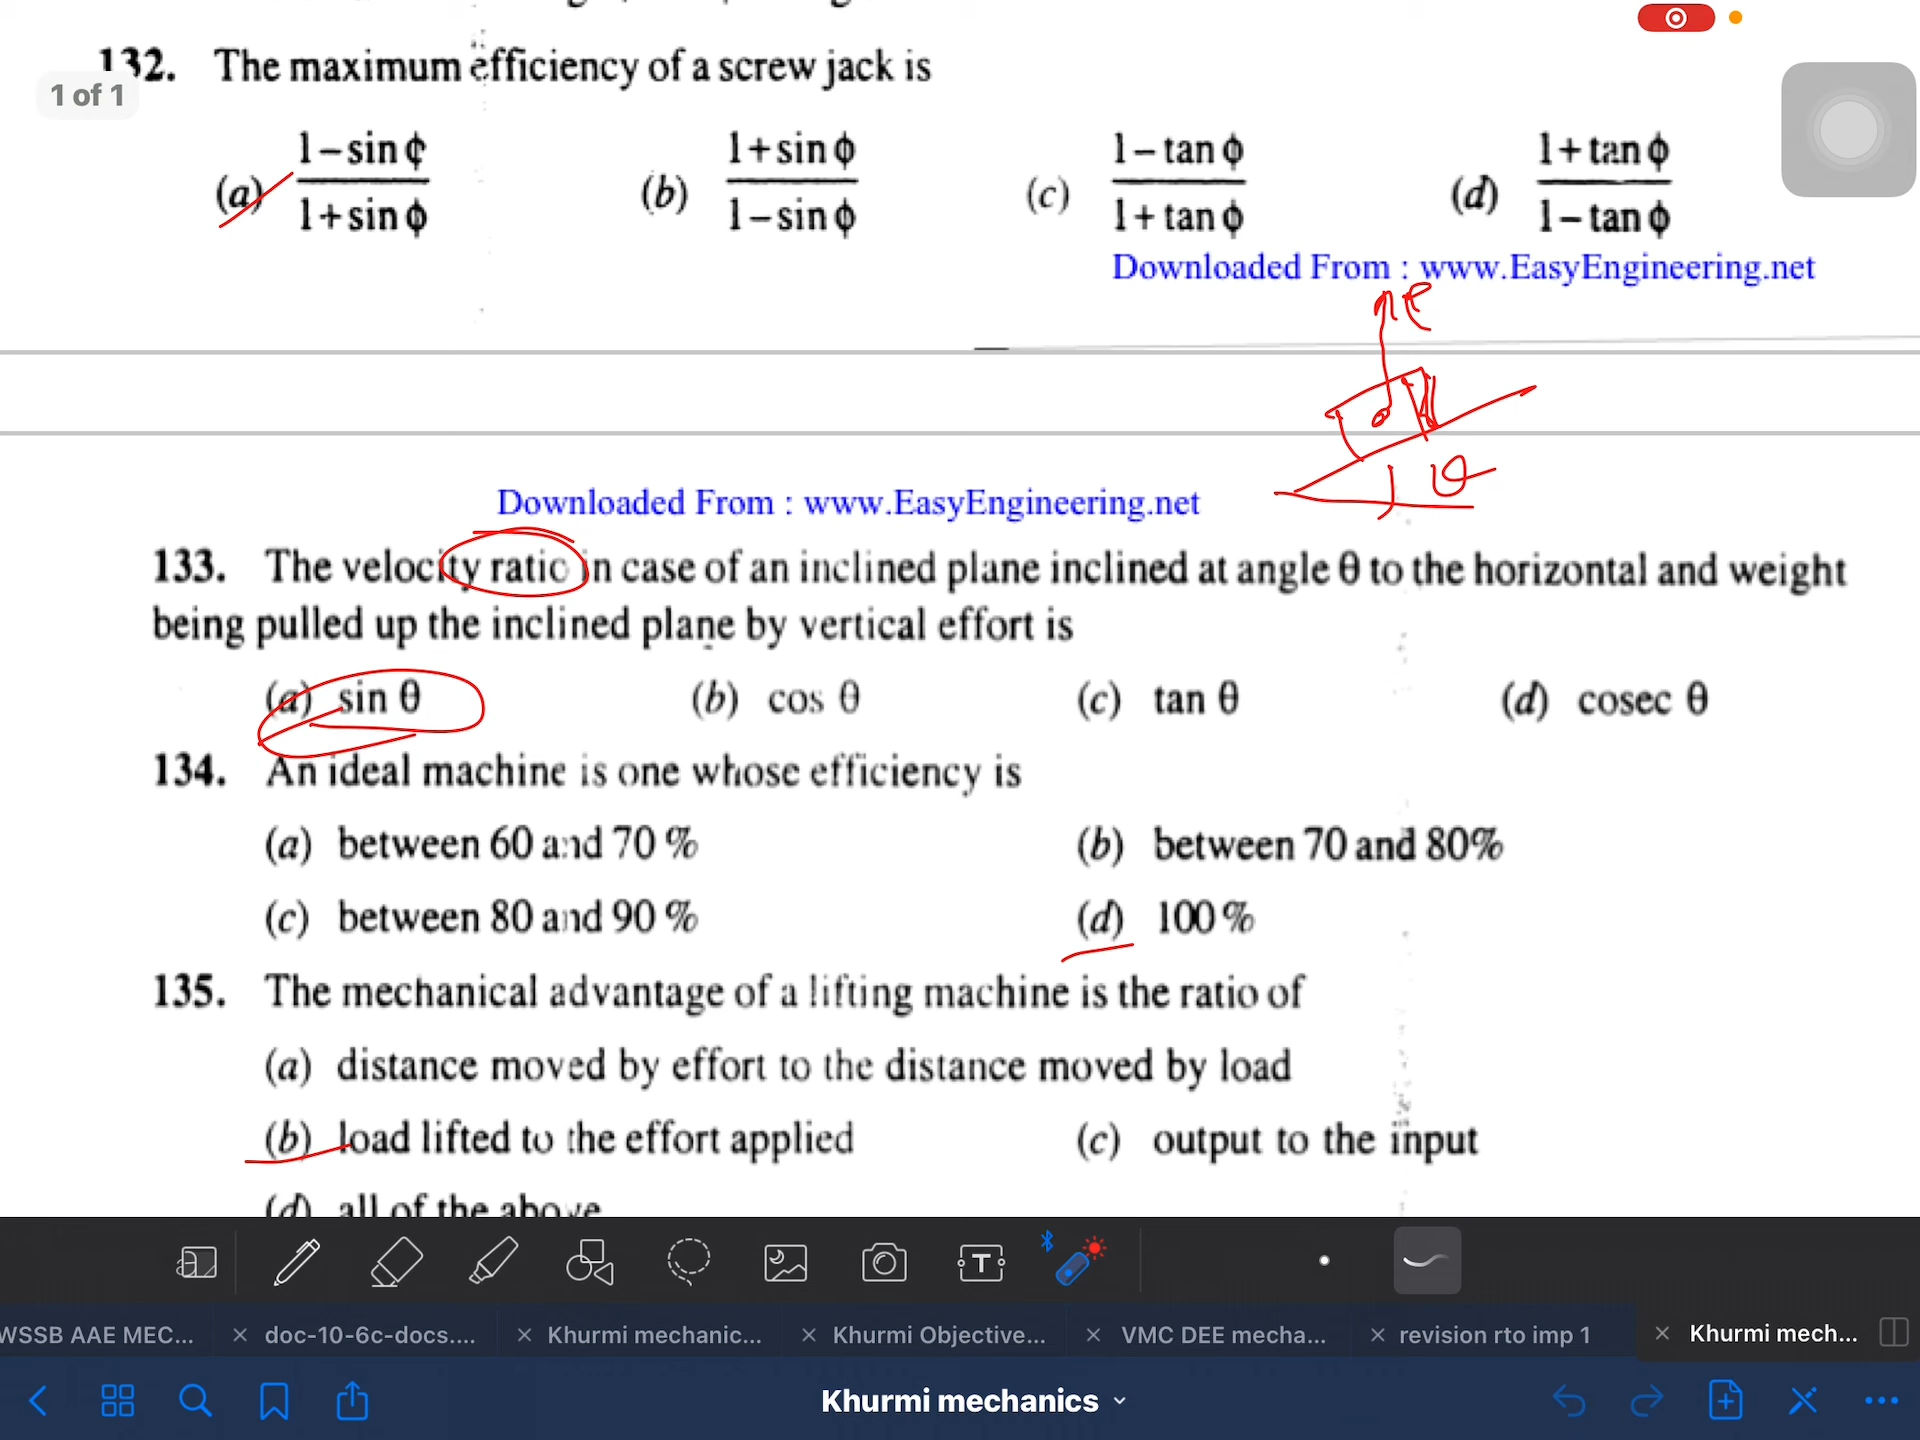 132. The maximum efficiency of a screw jack is
1 of 1
(a) 1−sin ϕ / 1+sin ϕ (b) 1+sin ϕ / 1−sin ϕ (c) 1−tan ϕ / 1+tan ϕ (d) 1+tan ϕ / 1−tan ϕ
Downloaded From : www.EasyEngineering.net
P
θ
Downloaded From : www.EasyEngineering.net
133. The velocity ratio in case of an inclined plane inclined at angle θ to the horizontal and weight
being pulled up the inclined plane by vertical effort is
(a) sin θ (b) cos θ (c) tan θ (d) cosec θ
134. An ideal machine is one whose efficiency is
(a) between 60 and 70 % (b) between 70 and 80%
(c) between 80 and 90 % (d) 100 %
135. The mechanical advantage of a lifting machine is the ratio of
(a) distance moved by effort to the distance moved by load
(b) load lifted to the effort applied (c) output to the input
(d) all of the above
WSSB AAE MEC... × doc-10-6c-docs.... × Khurmi mechanic... × Khurmi Objective... × VMC DEE mecha... × revision rto imp 1 × Khurmi mech...
Khurmi mechanics